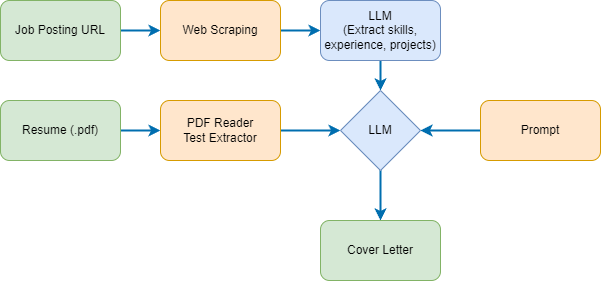 Job Posting URL
Web Scraping
LLM
(Extract skills,
experience, projects)
Resume (.pdf)
PDF Reader
Test Extractor
LLM
Prompt
Cover Letter